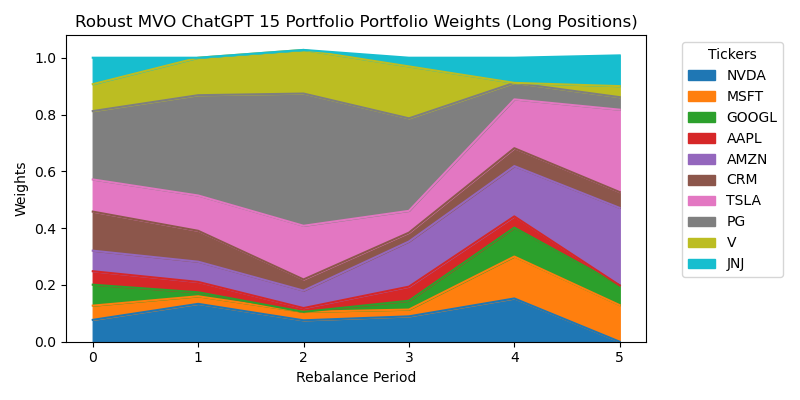 Robust MVO ChatGPT 15 Portfolio Portfolio Weights (Long Positions)
Weights
1.0
0.8
0.6
0.4
0.2
0.0
0 1 2 3 4 5
Rebalance Period
Tickers
NVDA
MSFT
GOOGL
AAPL
AMZN
CRM
TSLA
PG
V
JNJ